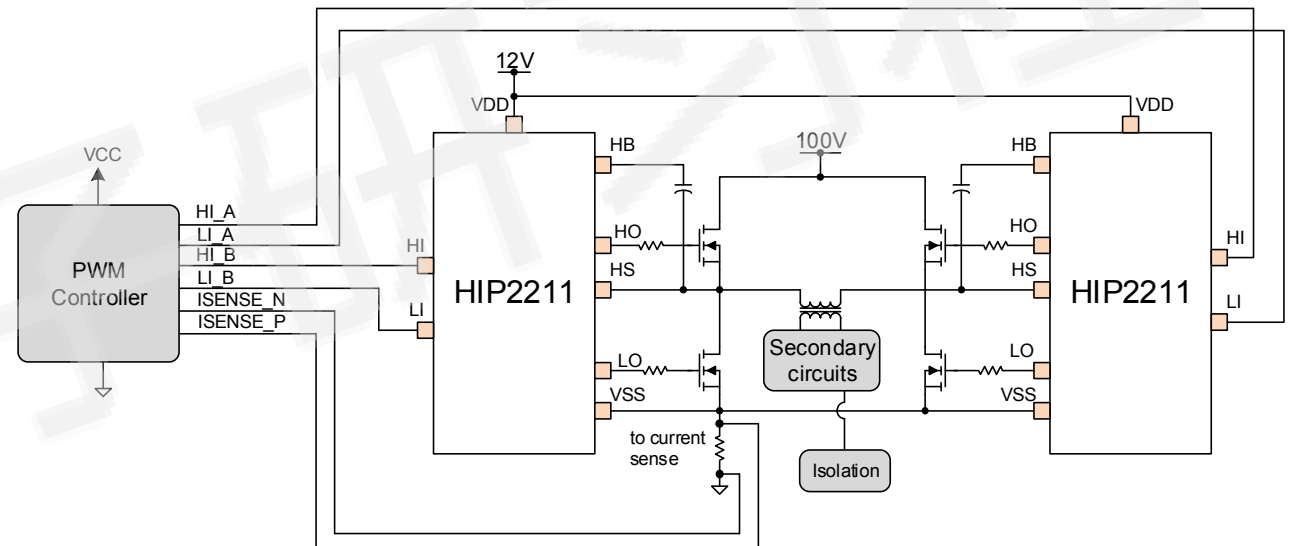 12V
VDD
VDD
100V
VCC
HB
HB
HI_A
LI_A
HI_B
LI_B
ISENSE_N
ISENSE_P
PWM
Controller
HI
LI
HIP2211
HO
HS
LO
VSS
HO
HS
LO
VSS
HIP2211
HI
LI
Secondary
circuits
to current
sense
Isolation